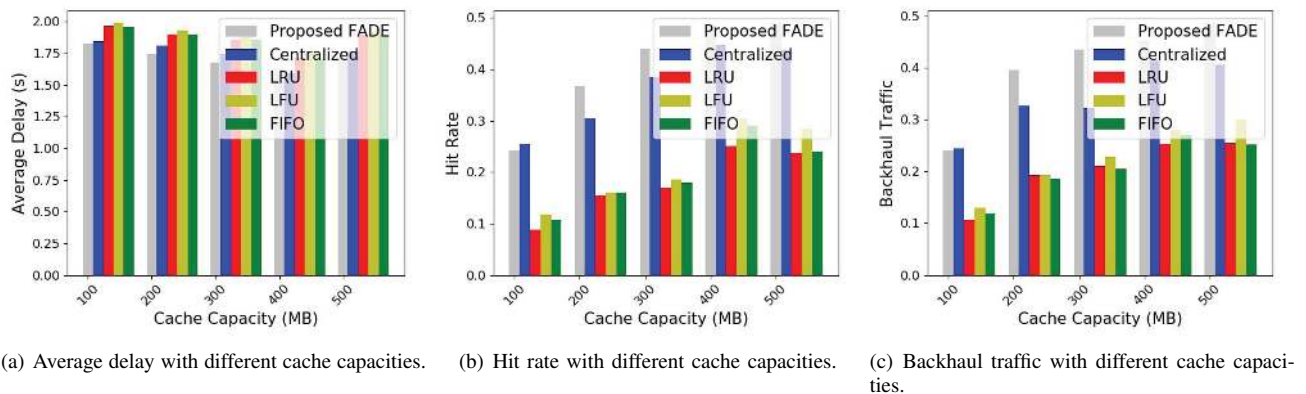 2.00
1.75
1.50
1.25
1.00
0.75
0.50
0.25
0.00
Average Delay (s)
Proposed FADE
Centralized
LRU
LFU
FIFO
100
200
300
400
500
Cache Capacity (MB)
(a) Average delay with different cache capacities.
0.5
0.4
0.3
0.2
0.1
0.0
Hit Rate
Proposed FADE
Centralized
LRU
LFU
FIFO
100
200
300
400
500
Cache Capacity (MB)
(b) Hit rate with different cache capacities.
0.5
0.4
0.3
0.2
0.1
0.0
Backhaul Traffic
Proposed FADE
Centralized
LRU
LFU
FIFO
100
200
300
400
500
Cache Capacity (MB)
(c) Backhaul traffic with different cache capaci-
ties.